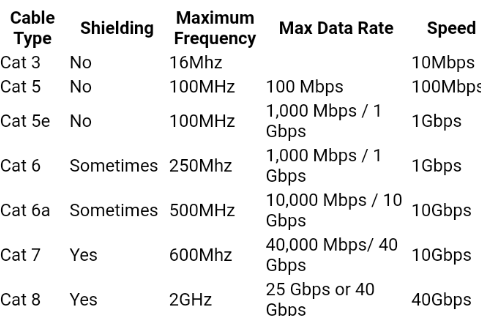 Cable Type Shielding Maximum Frequency Max Data Rate Speed
Cat 3 No 16Mhz 10Mbps
Cat 5 No 100MHz 100 Mbps 100Mbps
Cat 5e No 100MHz 1,000 Mbps / 1 Gbps 1Gbps
Cat 6 Sometimes 250Mhz 1,000 Mbps / 1 Gbps 1Gbps
Cat 6a Sometimes 500MHz 10,000 Mbps / 10 Gbps 10Gbps
Cat 7 Yes 600Mhz 40,000 Mbps/ 40 Gbps 10Gbps
Cat 8 Yes 2GHz 25 Gbps or 40 Gbps 40Gbps